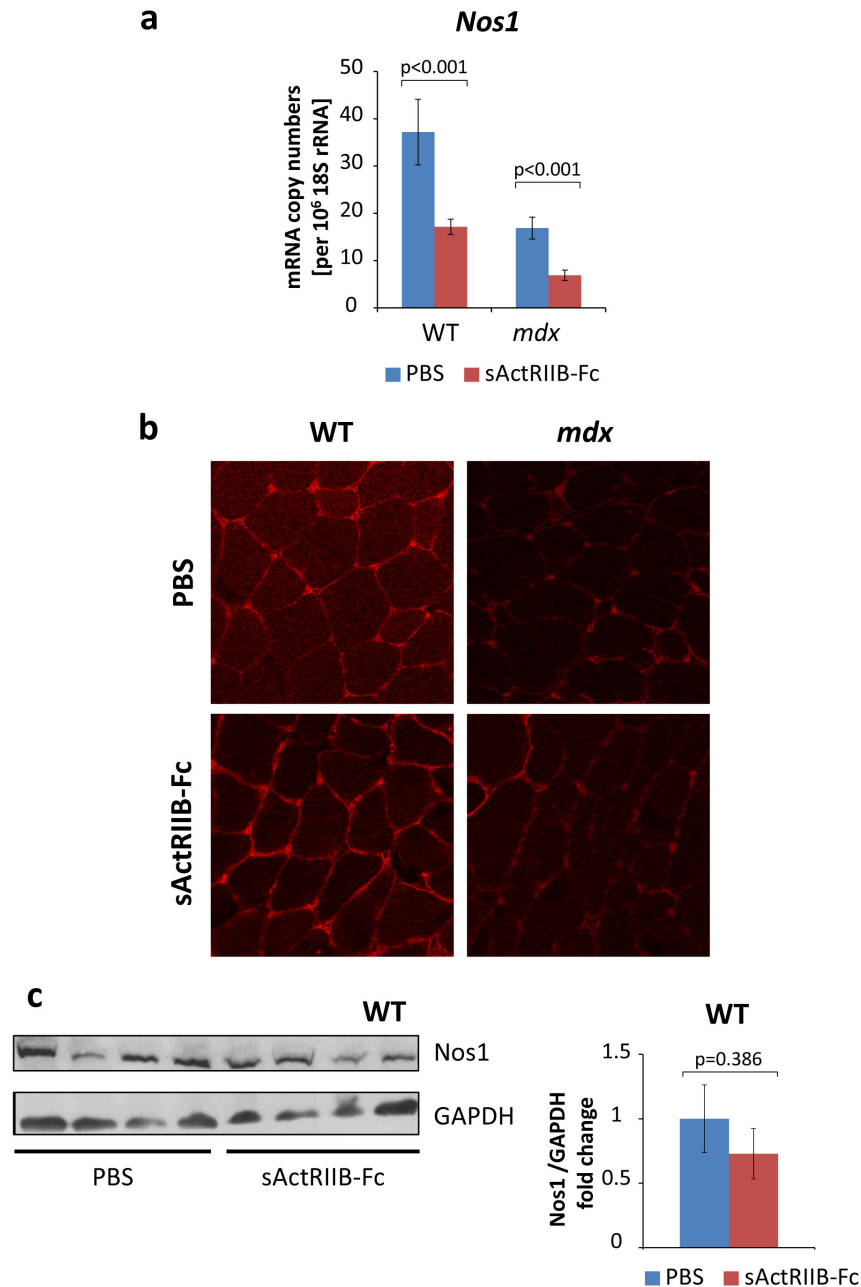 a
Nos1
mRNA copy numbers
[per 10⁶ 18S rRNA]
50
40
30
20
10
0
p<0.001
p<0.001
WT
mdx
PBS
sActRIIB-Fc
b
WT
mdx
PBS
sActRIIB-Fc
c
WT
Nos1
GAPDH
PBS
sActRIIB-Fc
WT
Nos1 /GAPDH
fold change
1.5
1
0.5
0
p=0.386
PBS
sActRIIB-Fc